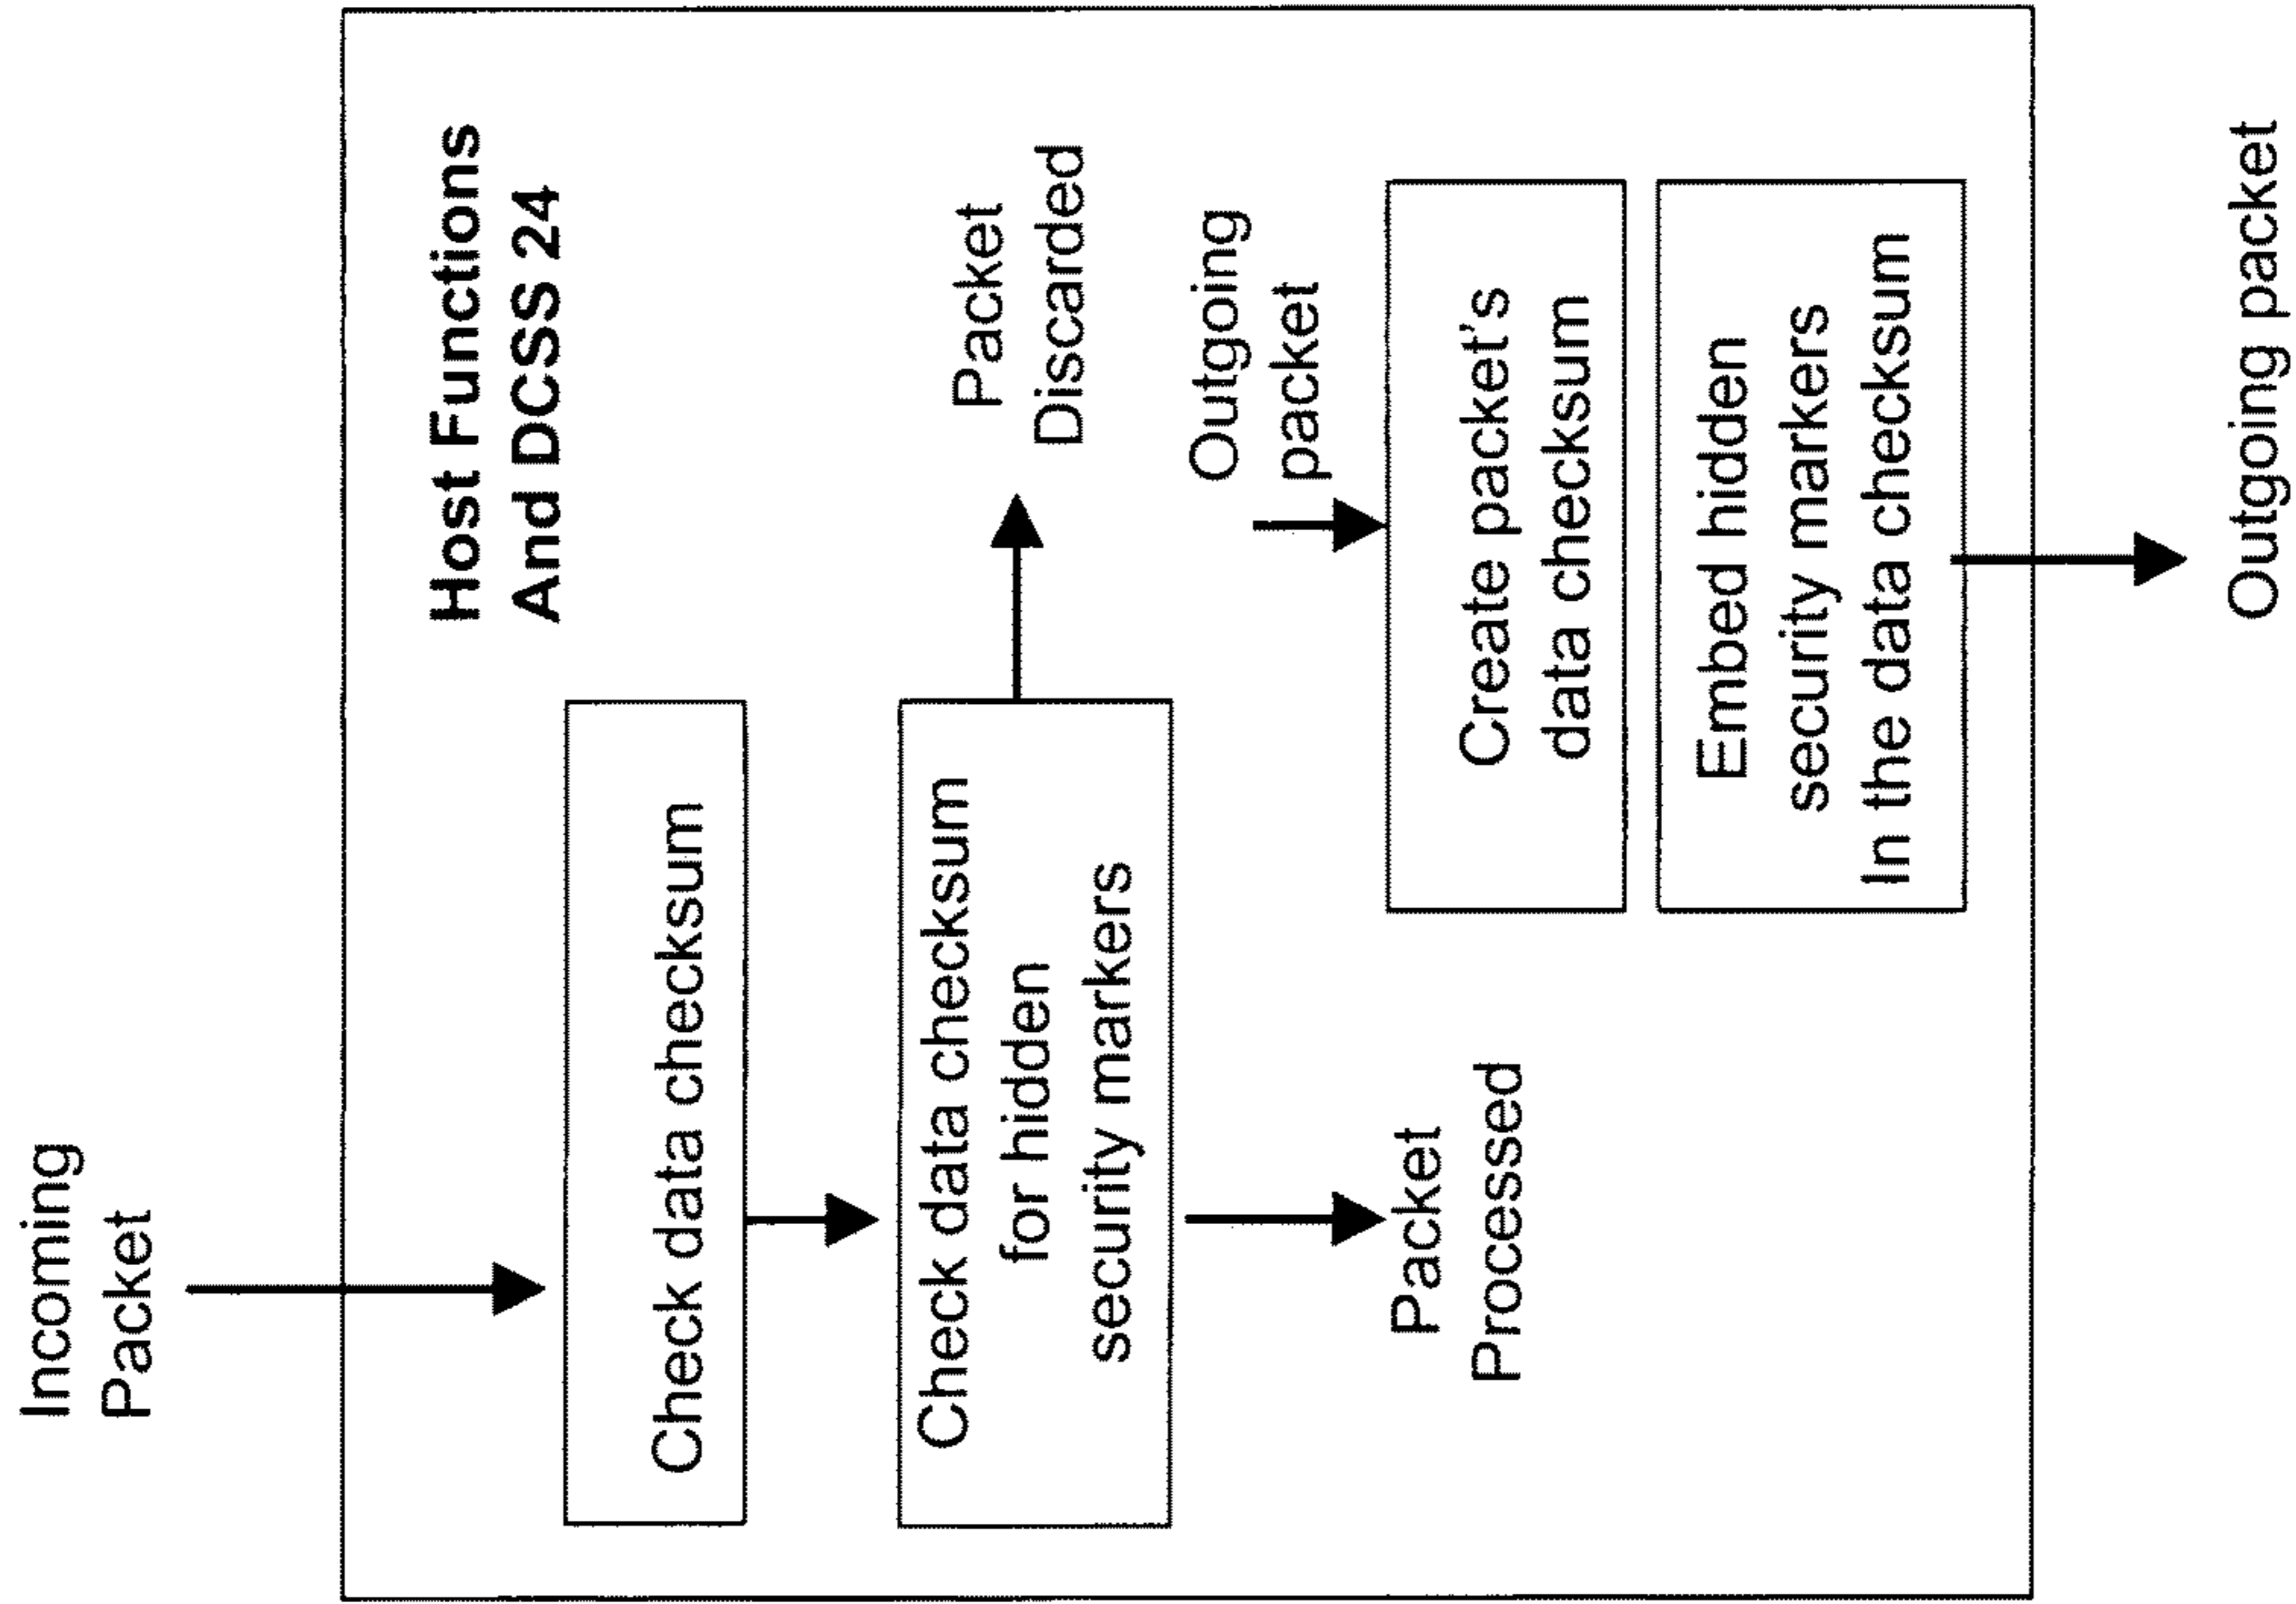 Incoming
Packet
Host Functions
And DCSS 24
Check data checksum
Check data checksum
for hidden
security markers
Packet
Discarded
Packet
Processed
Outgoing
packet
Create packet's
data checksum
Embed hidden
security markers
In the data checksum
Outgoing packet